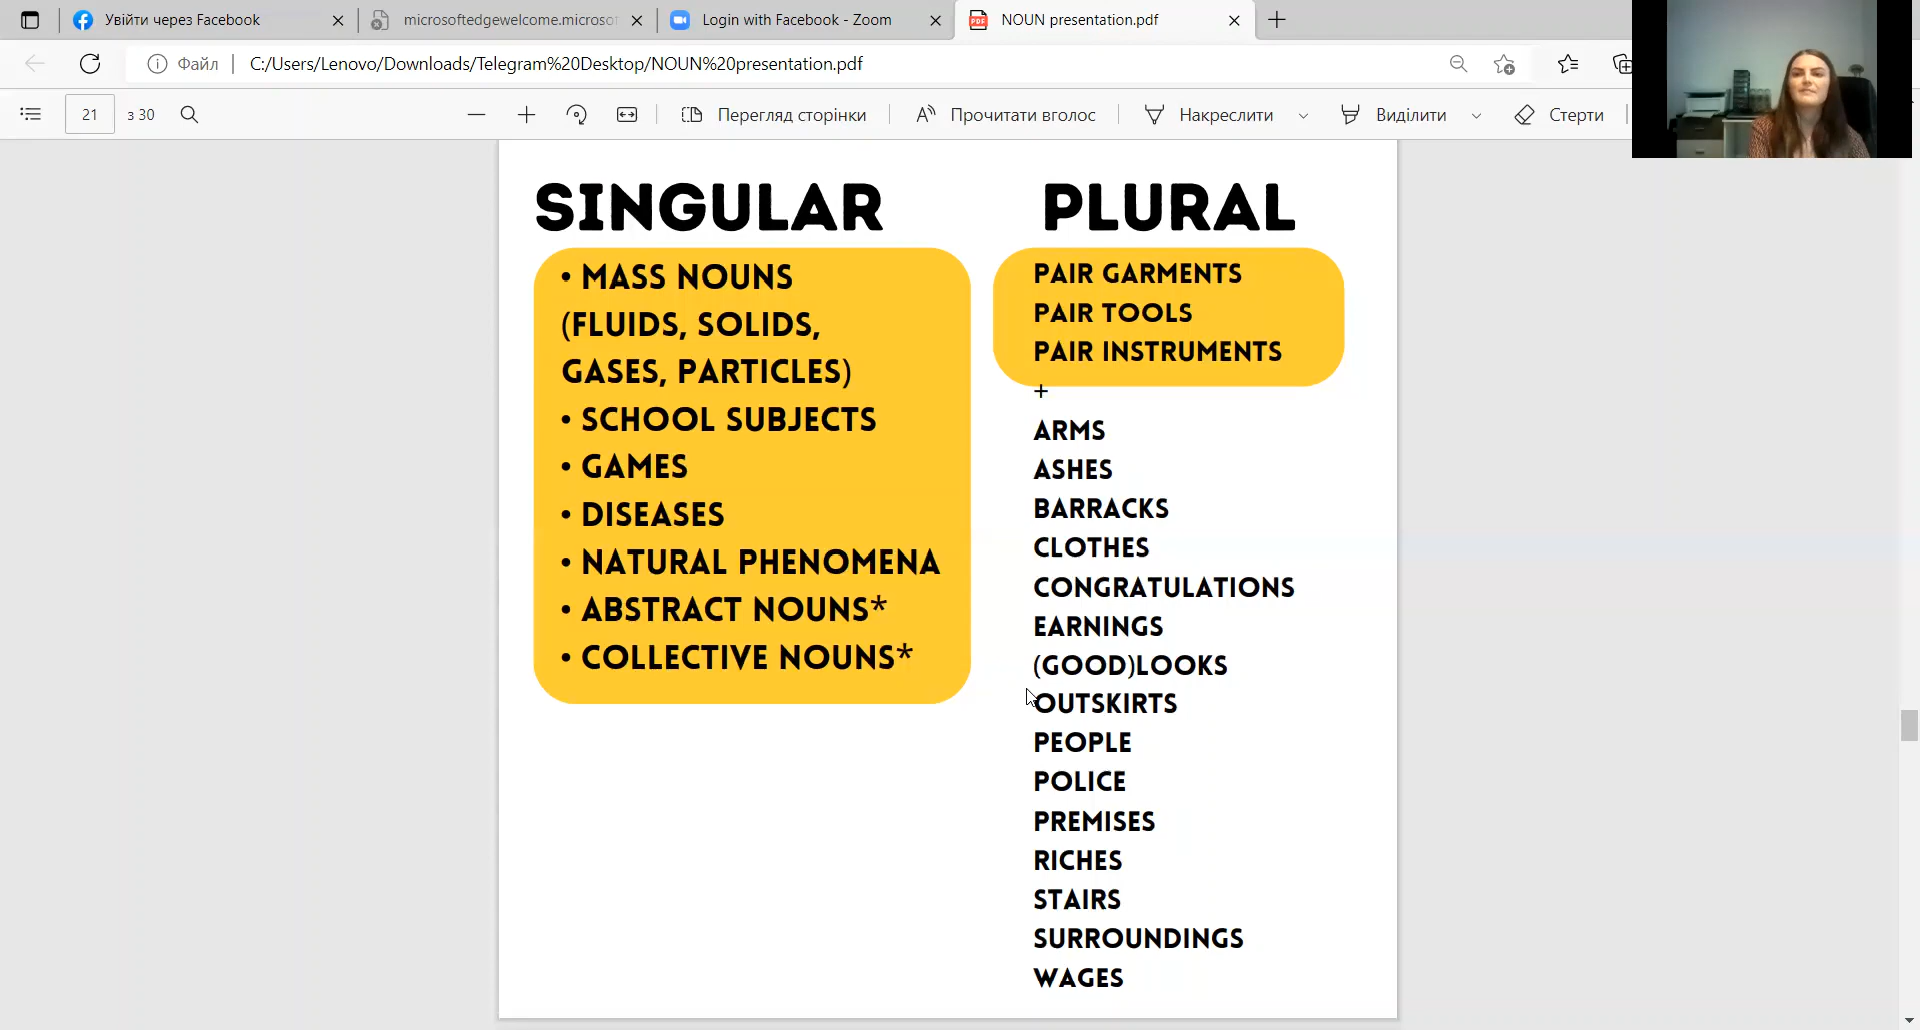 Увійти через Facebook
microsoftedgewelcome.microsof
Login with Facebook - Zoom
NOUN presentation.pdf
Файл
C:/Users/Lenovo/Downloads/Telegram%20Desktop/NOUN%20presentation.pdf
21 з 30
Перегляд сторінки
Прочитати вголос
Накреслити
Виділити
Стерти
SINGULAR
• MASS NOUNS
(FLUIDS, SOLIDS,
GASES, PARTICLES)
• SCHOOL SUBJECTS
• GAMES
• DISEASES
• NATURAL PHENOMENA
• ABSTRACT NOUNS*
• COLLECTIVE NOUNS*
PLURAL
PAIR GARMENTS
PAIR TOOLS
PAIR INSTRUMENTS
+
ARMS
ASHES
BARRACKS
CLOTHES
CONGRATULATIONS
EARNINGS
(GOOD)LOOKS
OUTSKIRTS
PEOPLE
POLICE
PREMISES
RICHES
STAIRS
SURROUNDINGS
WAGES